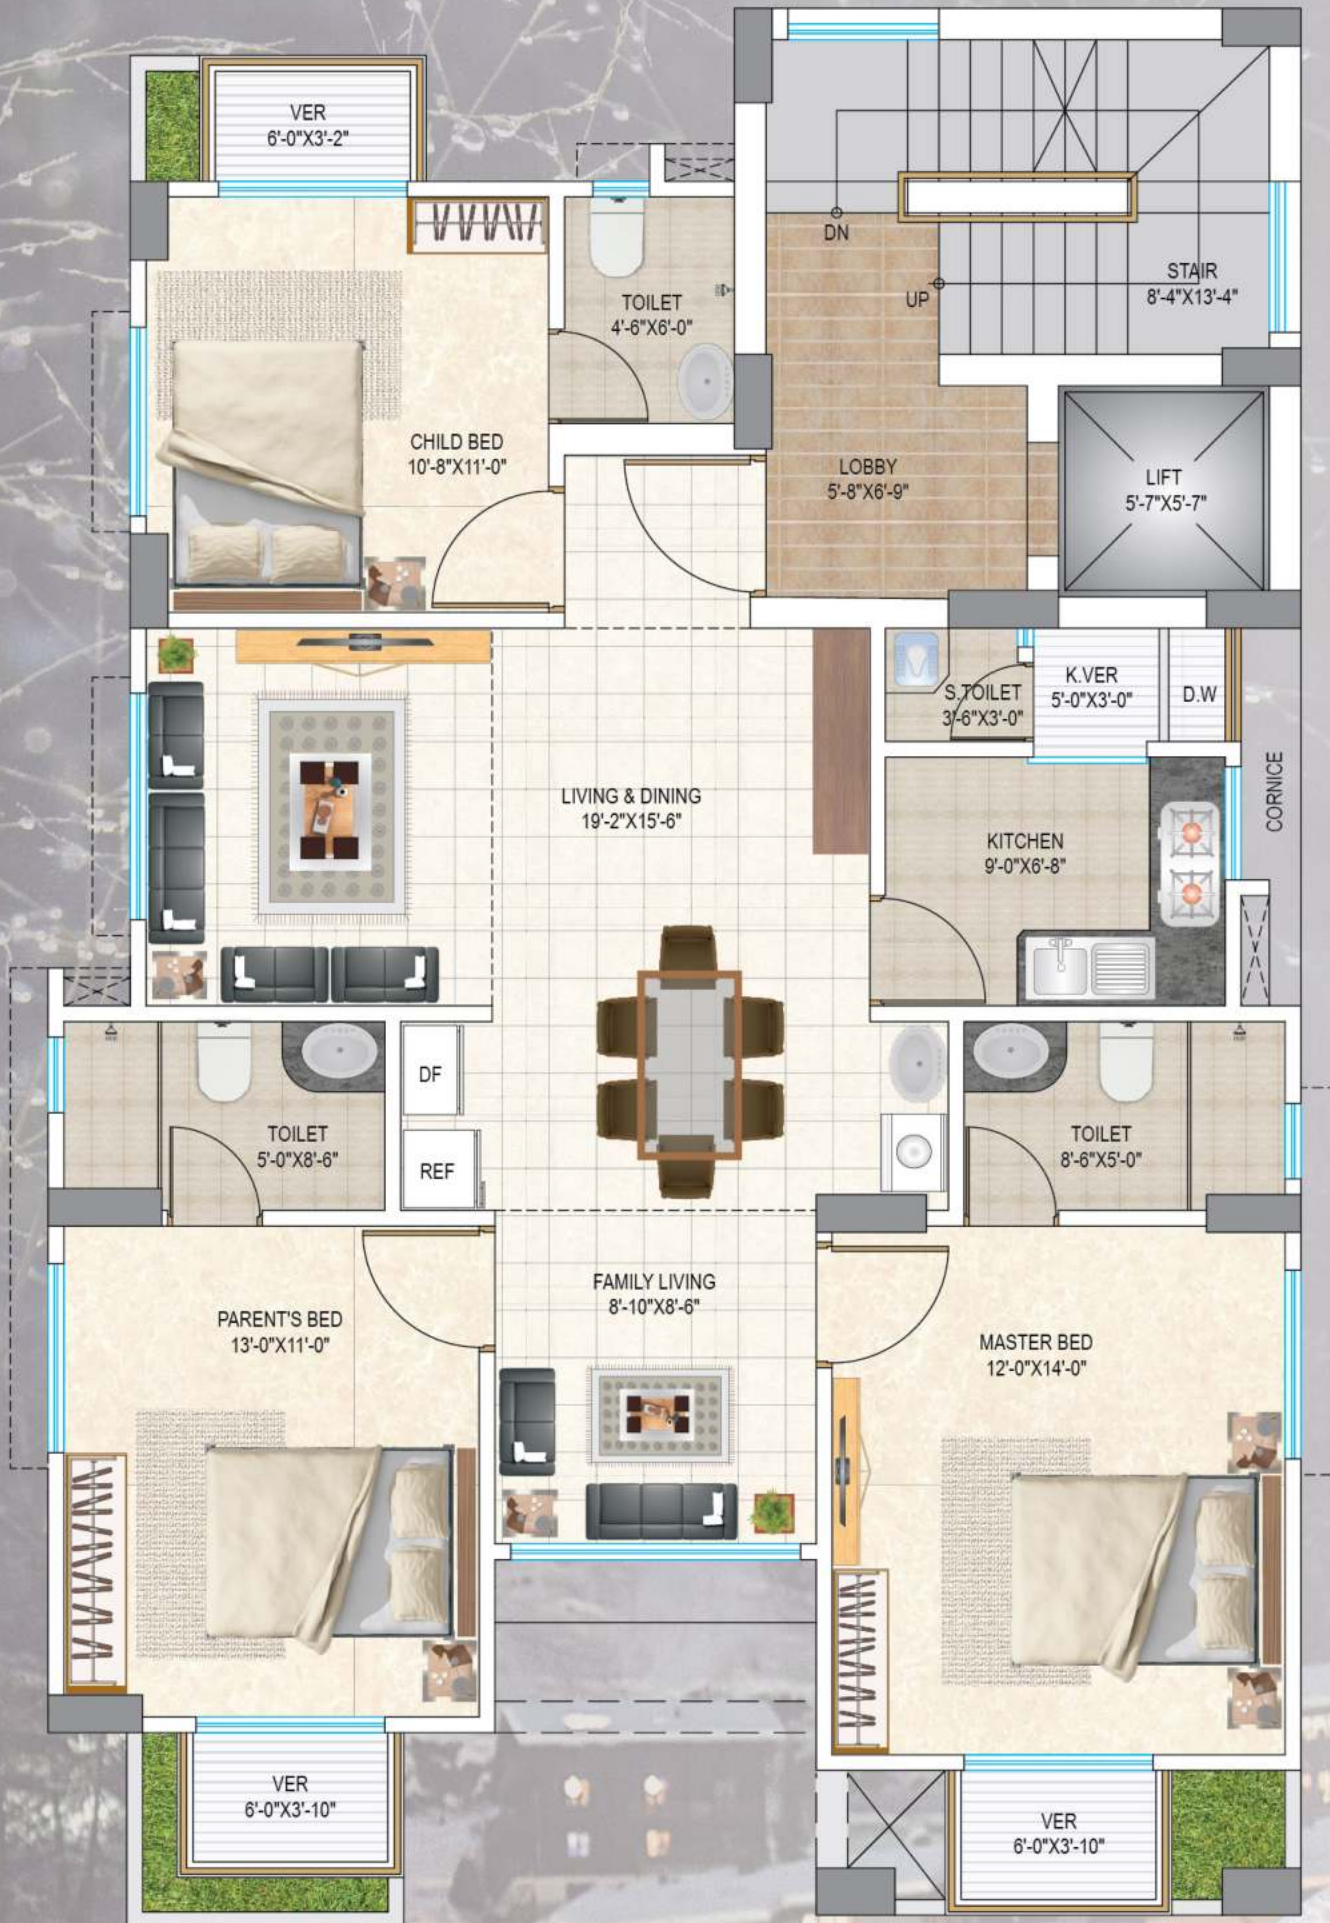 VER
6'-0"X3'-2"
DN
UP
STAIR
8'-4"X13'-4"
TOILET
4'-6"X6'-0"
CHILD BED
10'-8"X11'-0"
LOBBY
5'-8"X6'-9"
LIFT
5'-7"X5'-7"
S.TOILET
3'-6"X3'-0"
K.VER
5'-0"X3'-0"
D.W
CORNICE
LIVING & DINING
19'-2"X15'-6"
KITCHEN
9'-0"X6'-8"
DF
REF
TOILET
5'-0"X8'-6"
TOILET
8'-6"X5'-0"
FAMILY LIVING
8'-10"X8'-6"
PARENT'S BED
13'-0"X11'-0"
MASTER BED
12'-0"X14'-0"
VER
6'-0"X3'-10"
VER
6'-0"X3'-10"